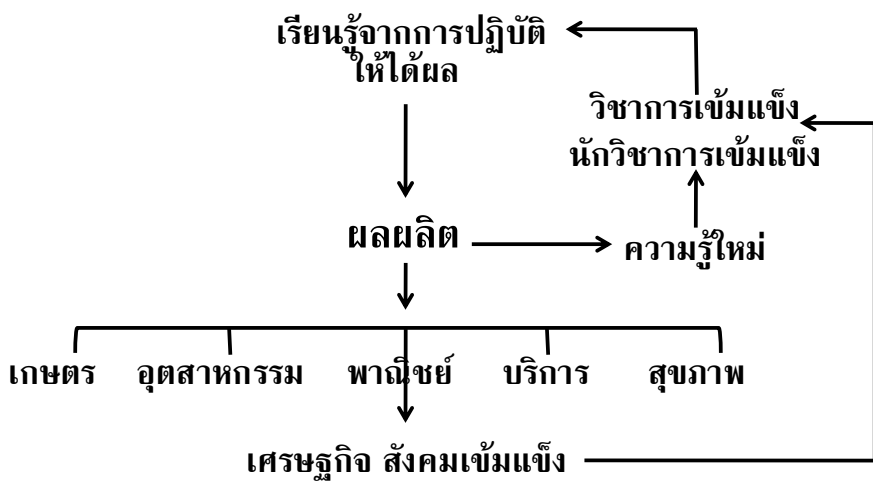 เรียนรู้จากการปฏิบัติ
ให้ได้ผล
วิชาการเข้มแข็ง
นักวิชาการเข้มแข็ง
ผลผลิต
ความรู้ใหม่
เกษตร อุตสาหกรรม พาณิชย์ บริการ สุขภาพ
เศรษฐกิจ สังคมเข้มแข็ง